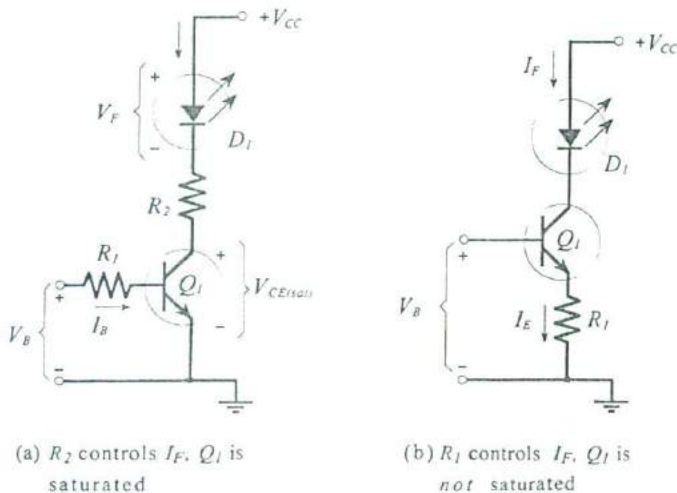 +V_CC
V_F
+
−
D_1
R_2
R_1
+
I_B
V_B
−
Q_1
+
−
V_CE(sat)
(a) R_2 controls I_F, Q_1 is
saturated
+V_CC
I_F
D_1
Q_1
+
V_B
−
I_E
R_1
(b) R_1 controls I_F, Q_1 is
not saturated